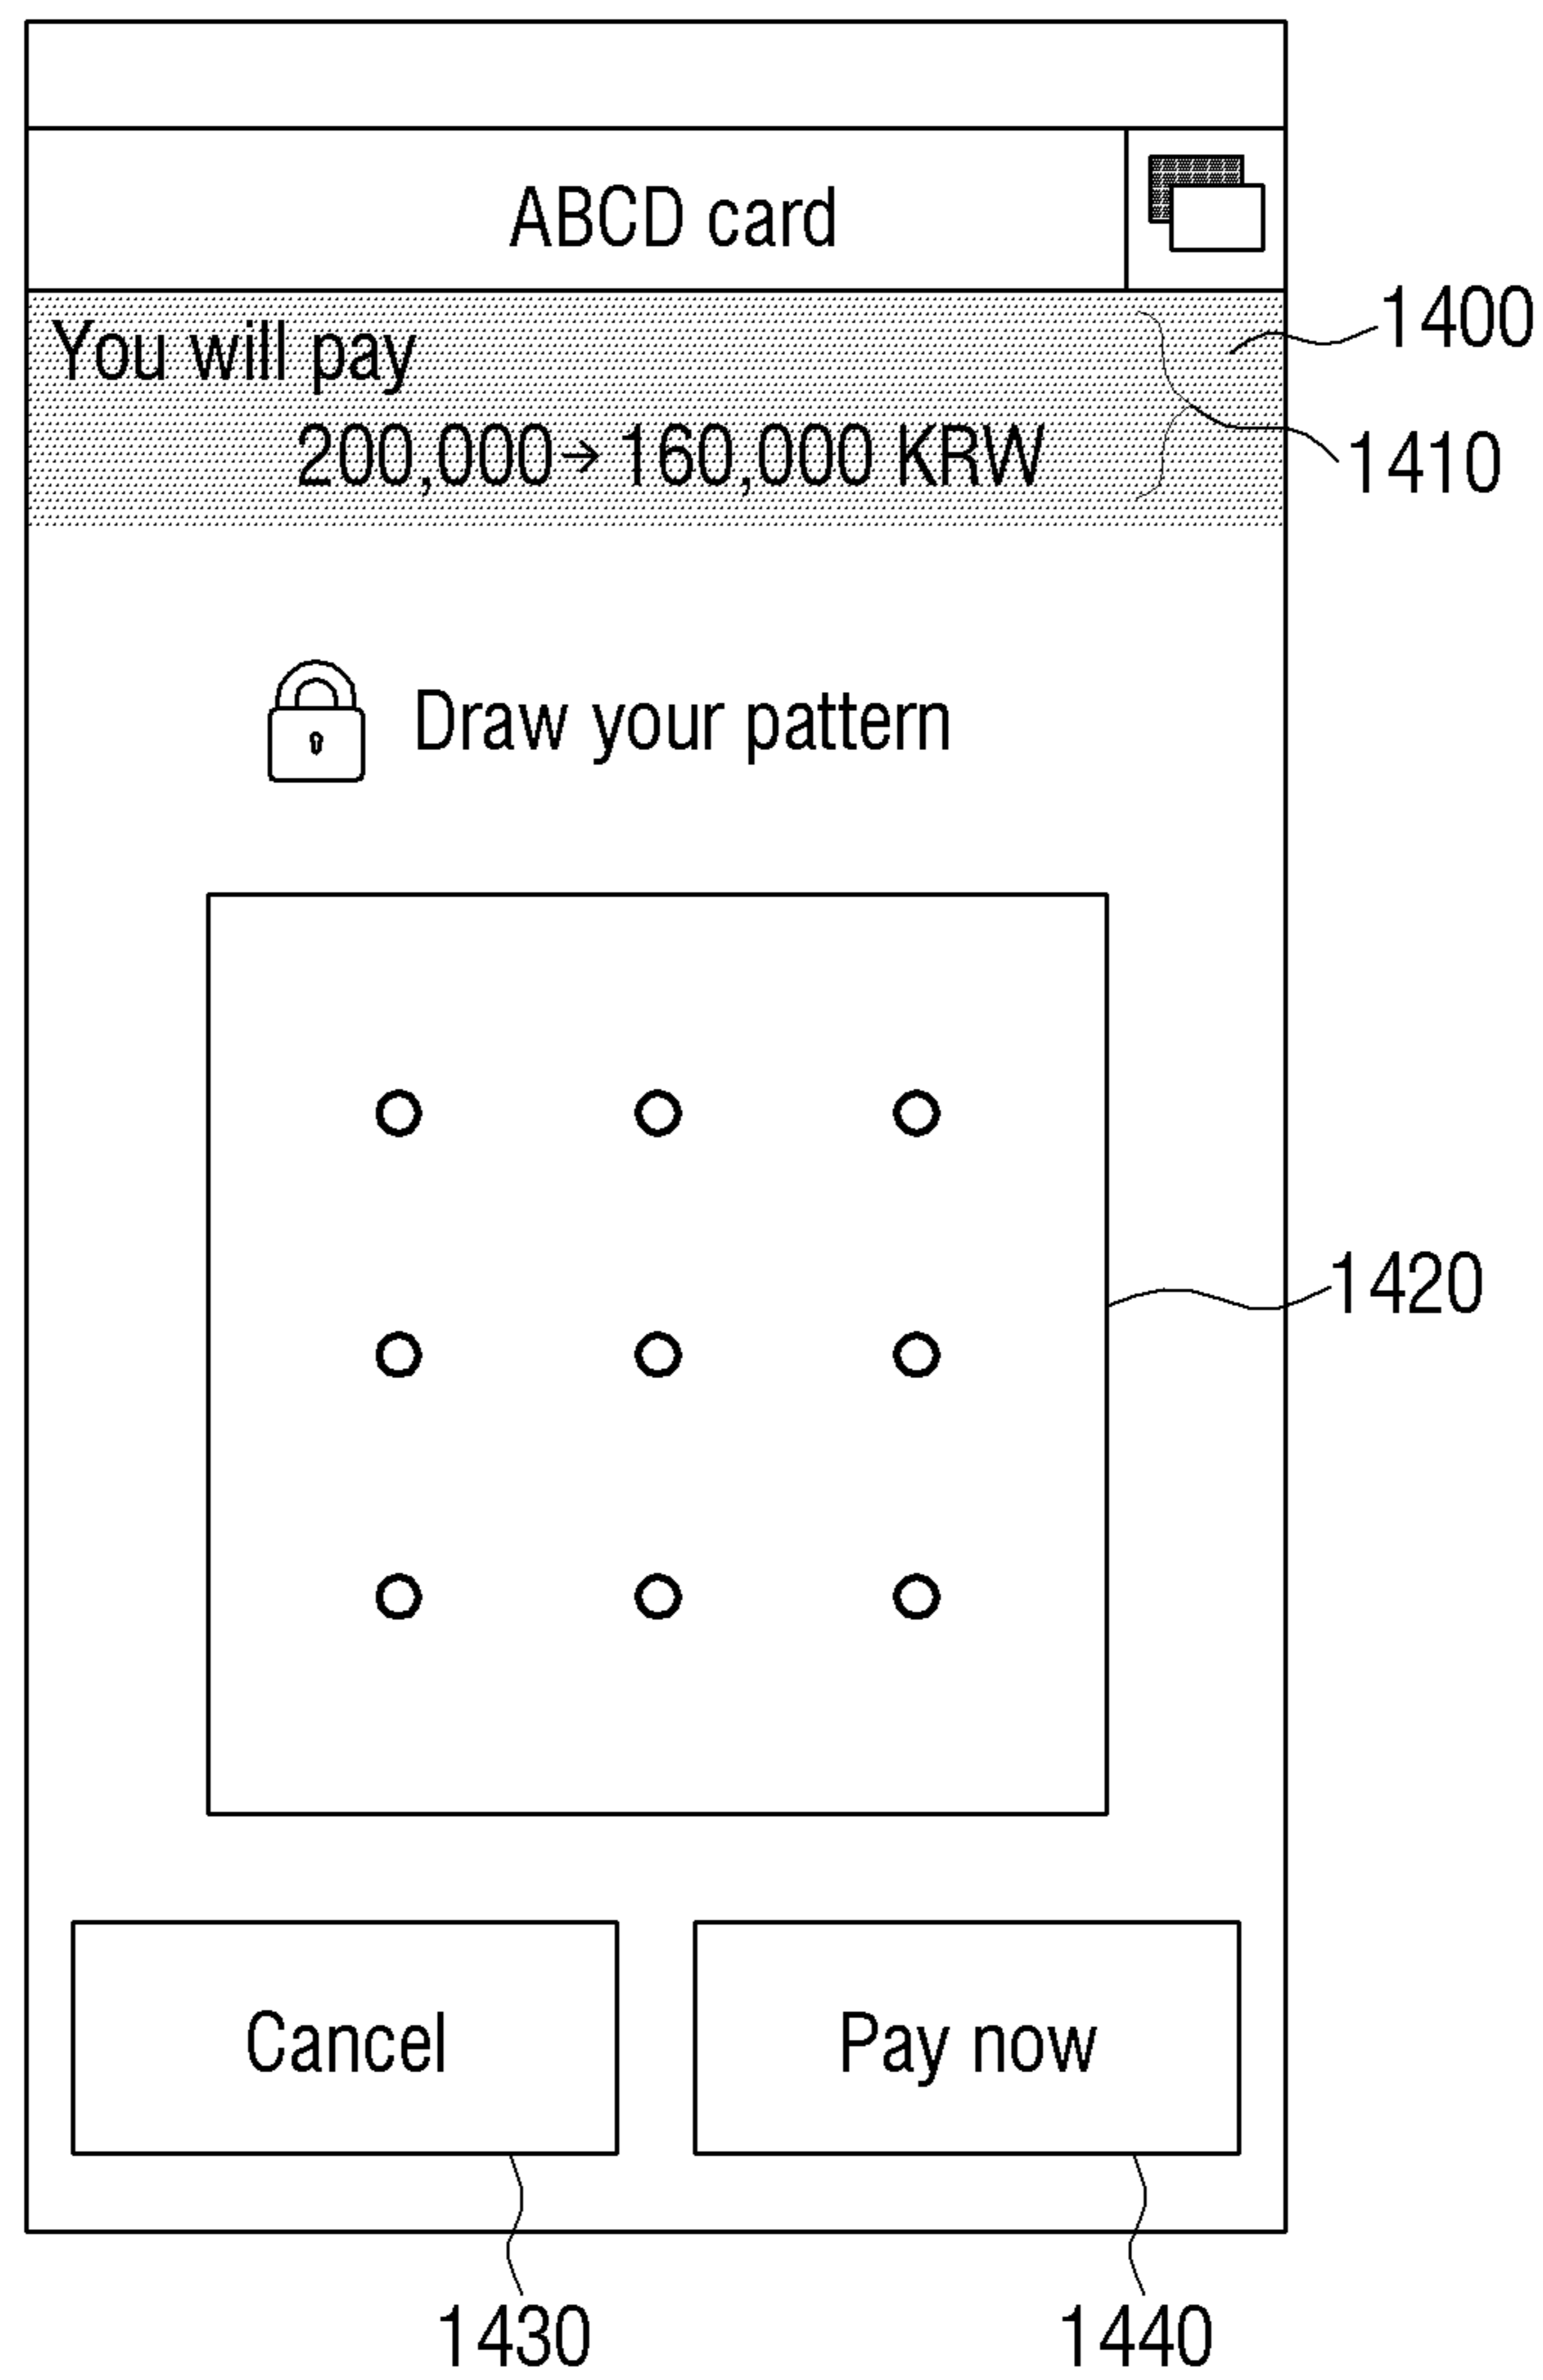 ABCD card
You will pay
200,000→160,000 KRW
1400
1410
Draw your pattern
1420
Cancel
Pay now
1430
1440